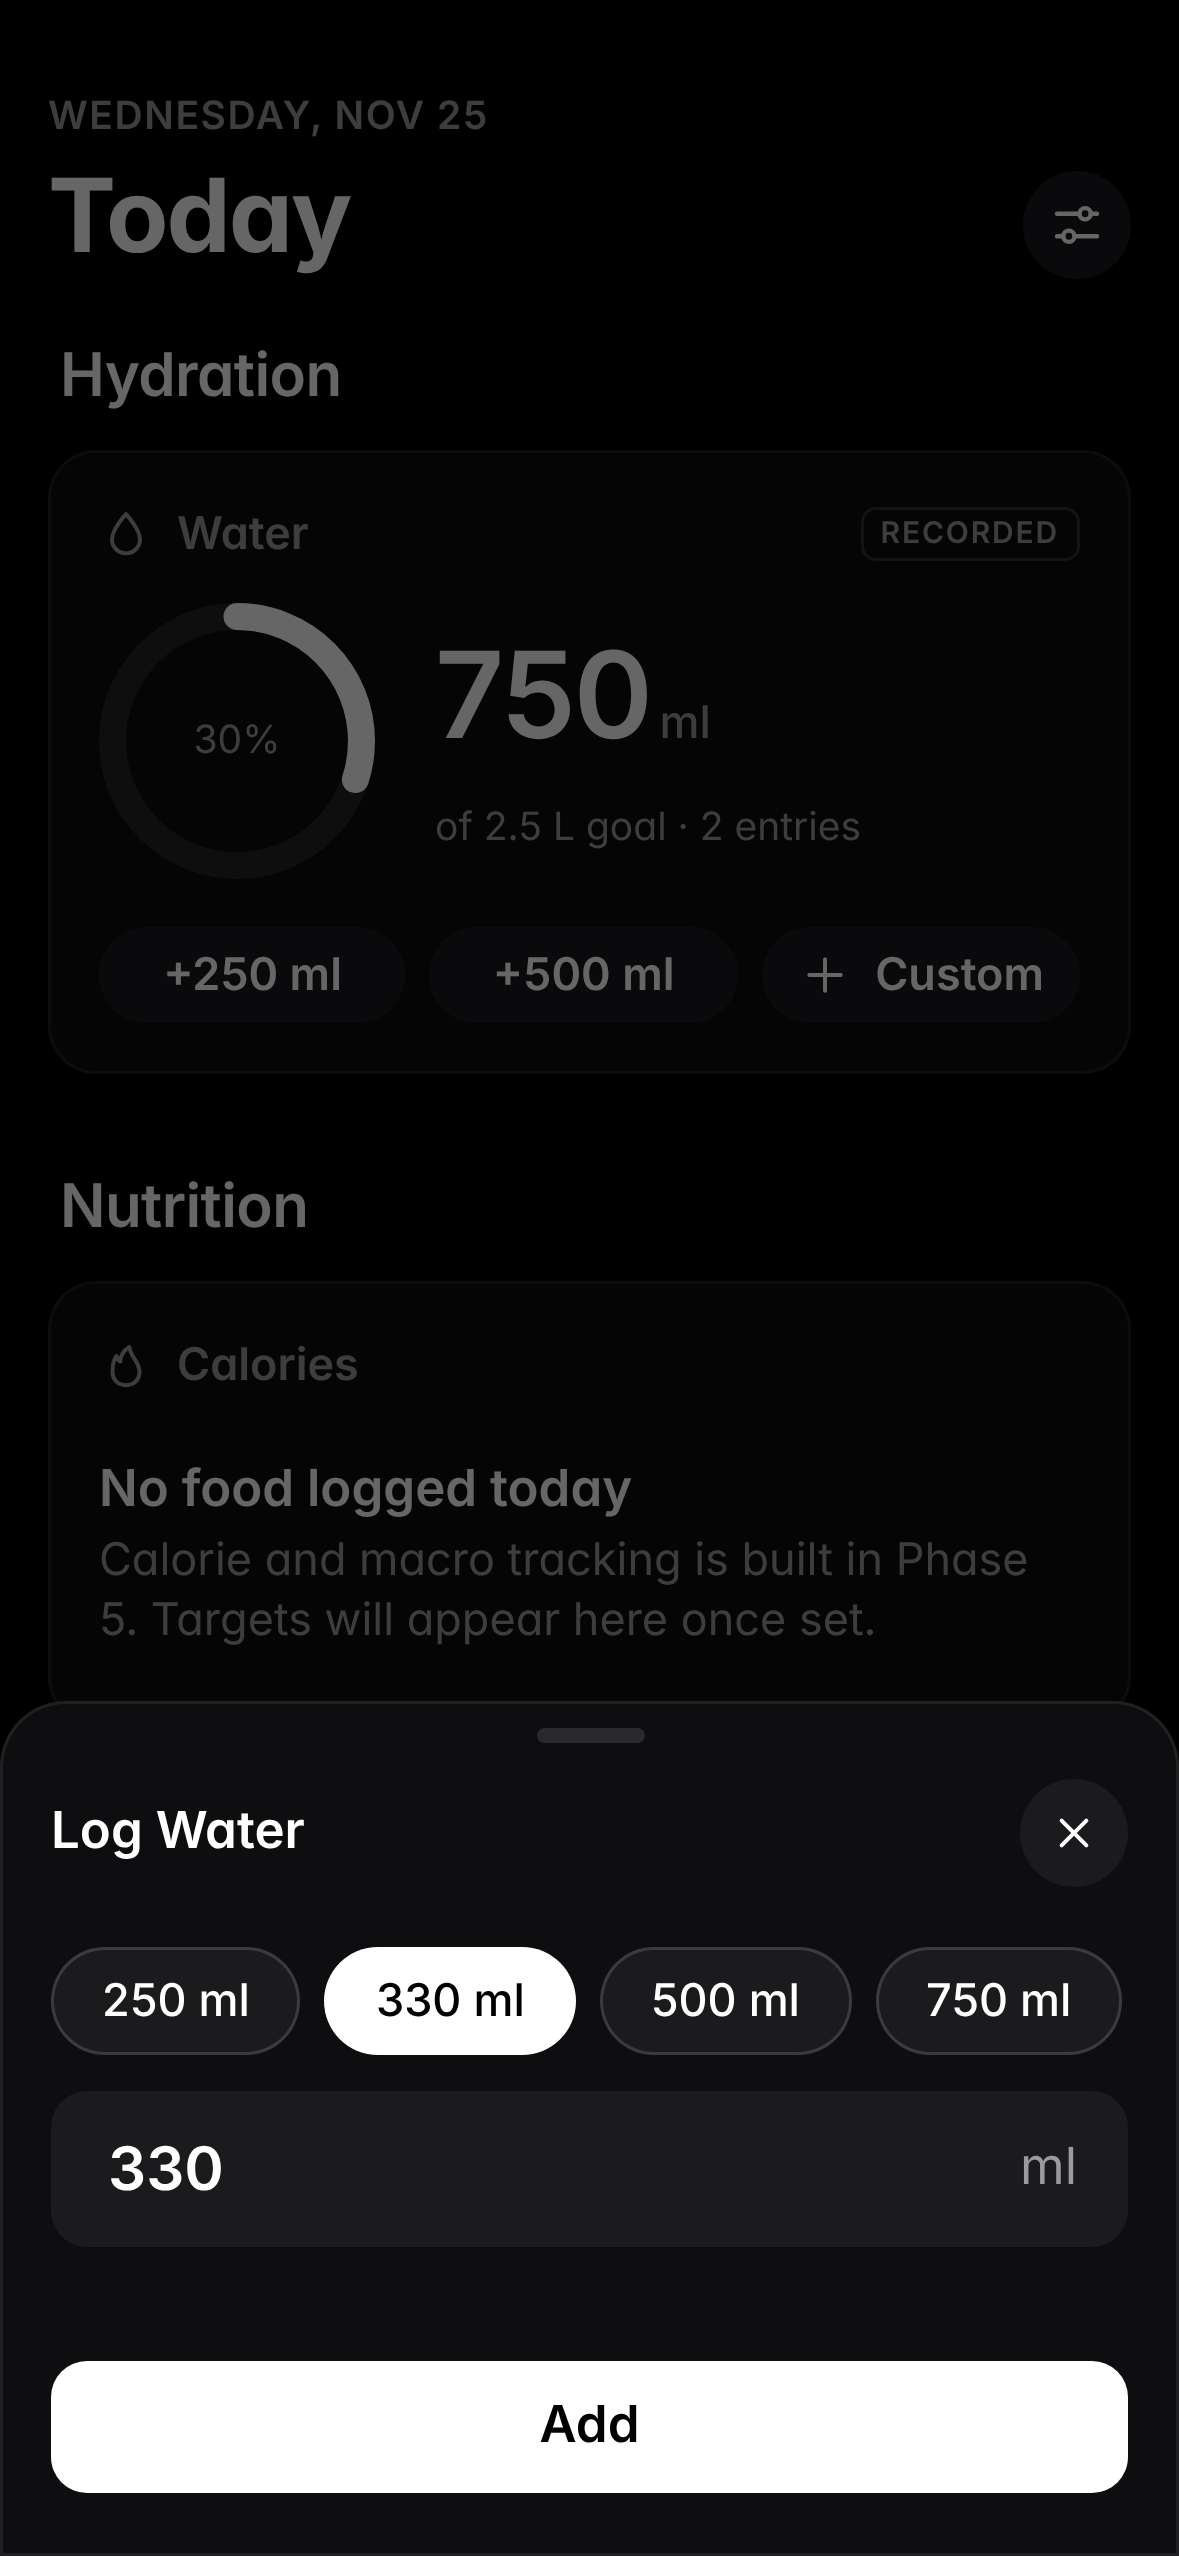 WEDNESDAY, NOV 25
Today
Hydration
Water
RECORDED
30%
750 ml
of 2.5 L goal · 2 entries
+250 ml
+500 ml
Custom
Nutrition
Calories
No food logged today
Calorie and macro tracking is built in Phase
5. Targets will appear here once set.
Log Water
250 ml
330 ml
500 ml
750 ml
330
ml
Add